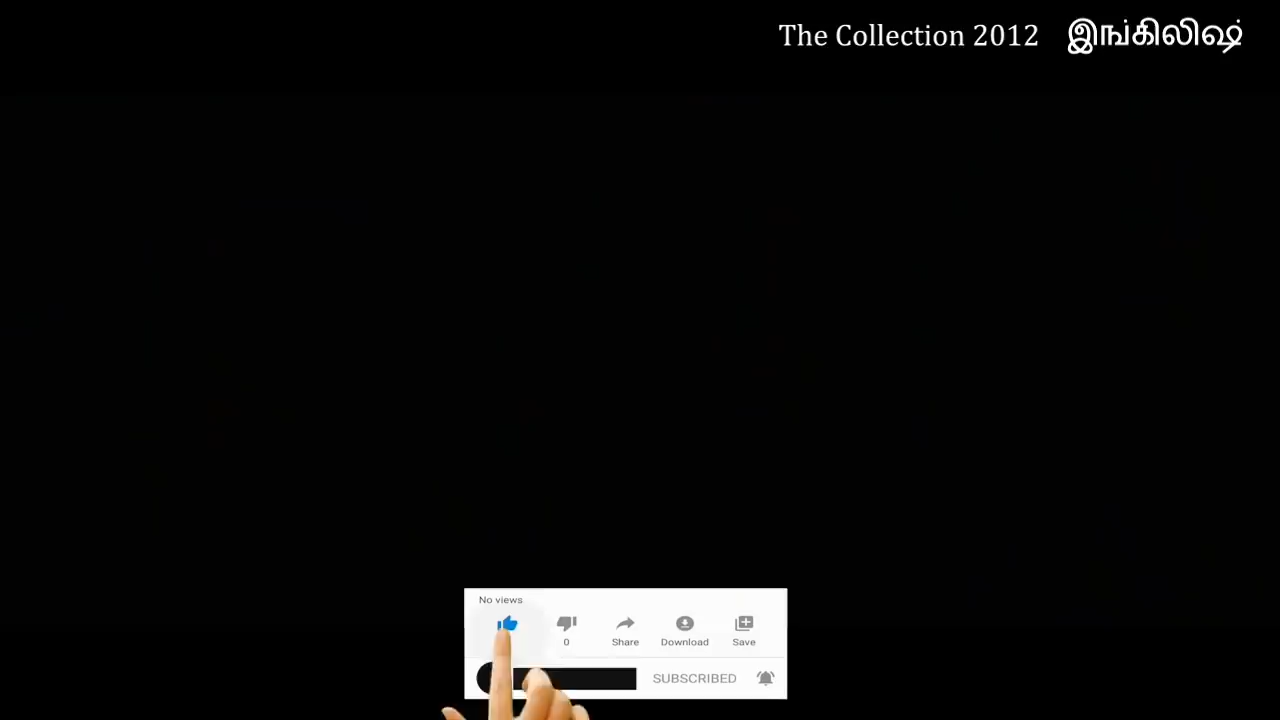 The Collection 2012 இங்கிலிஷ்
No views
0 Share Download Save
SUBSCRIBED